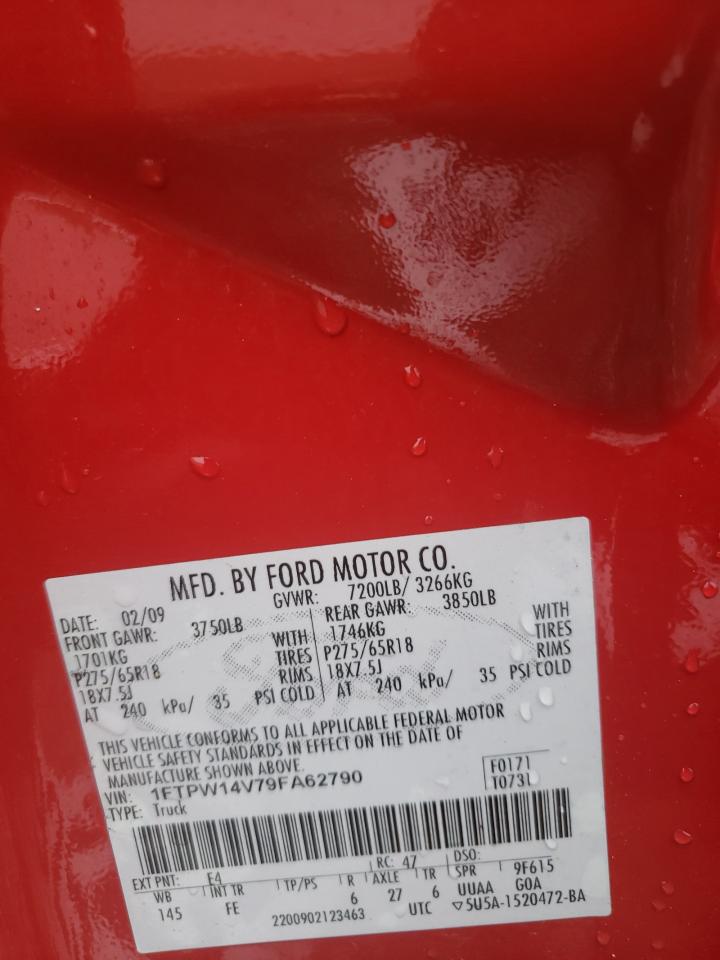 MFD. BY FORD MOTOR CO.
DATE: 02/09 GVWR: 7200LB/ 3266KG
FRONT GAWR: 3750LB REAR GAWR: 3850LB
1701KG WITH 1746KG WITH
P275/65R18 TIRES P275/65R18 TIRES
18X7.5J RIMS 18X7.5J RIMS
AT 240 kPa/ 35 PSI COLD AT 240 kPa/ 35 PSI COLD
THIS VEHICLE CONFORMS TO ALL APPLICABLE FEDERAL MOTOR
VEHICLE SAFETY STANDARDS IN EFFECT ON THE DATE OF
MANUFACTURE SHOWN ABOVE.
VIN: 1FTPW14V79FA62790 F0171
TYPE: Truck T0731
EXT PNT: E4 RC: 47 DSO:
WB INT TR TP/PS R AXLE TR SPR 9F615
145 FE 6 27 6 UUAA GOA
2200902123463 UTC ▽5U5A-1520472-BA